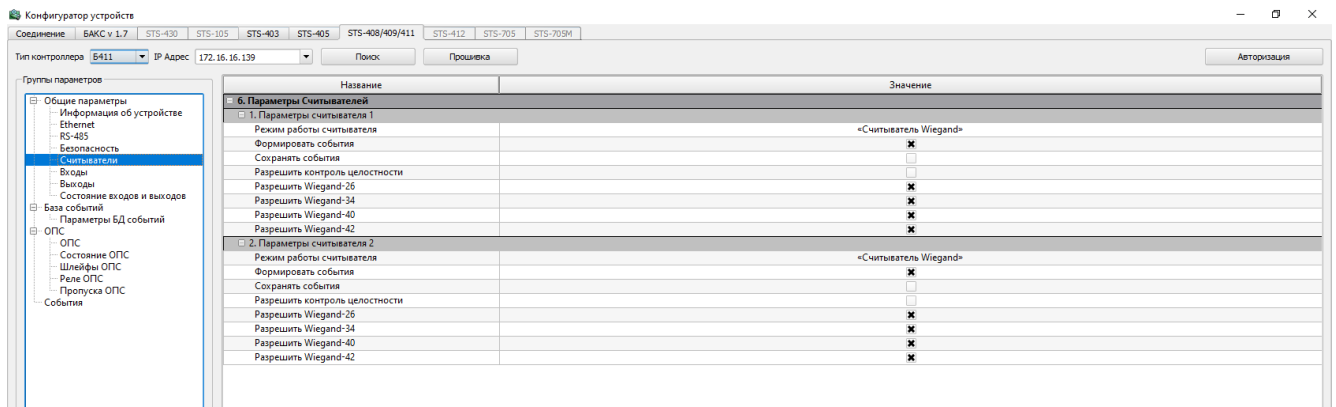 Конфигуратор устройств
Соединение БАКС v 1.7 STS-430 STS-105 STS-403 STS-405 STS-408/409/411 STS-412 STS-705 STS-705M
Тип контроллера Б411 IP Адрес 172.16.16.139 Поиск Прошивка Авторизация
Группы параметров
Название Значение
Общие параметры
Информация об устройстве
Ethernet
RS-485
Безопасность
Считыватели
Входы
Выходы
Состояние входов и выходов
База событий
Параметры БД событий
ОПС
ОПС
Состояние ОПС
Шлейфы ОПС
Реле ОПС
Пропуска ОПС
События
6. Параметры Считывателей
1. Параметры считывателя 1
Режим работы считывателя «Считыватель Wiegand»
Формировать события
Сохранять события
Разрешить контроль целостности
Разрешить Wiegand-26
Разрешить Wiegand-34
Разрешить Wiegand-40
Разрешить Wiegand-42
2. Параметры считывателя 2
Режим работы считывателя «Считыватель Wiegand»
Формировать события
Сохранять события
Разрешить контроль целостности
Разрешить Wiegand-26
Разрешить Wiegand-34
Разрешить Wiegand-40
Разрешить Wiegand-42